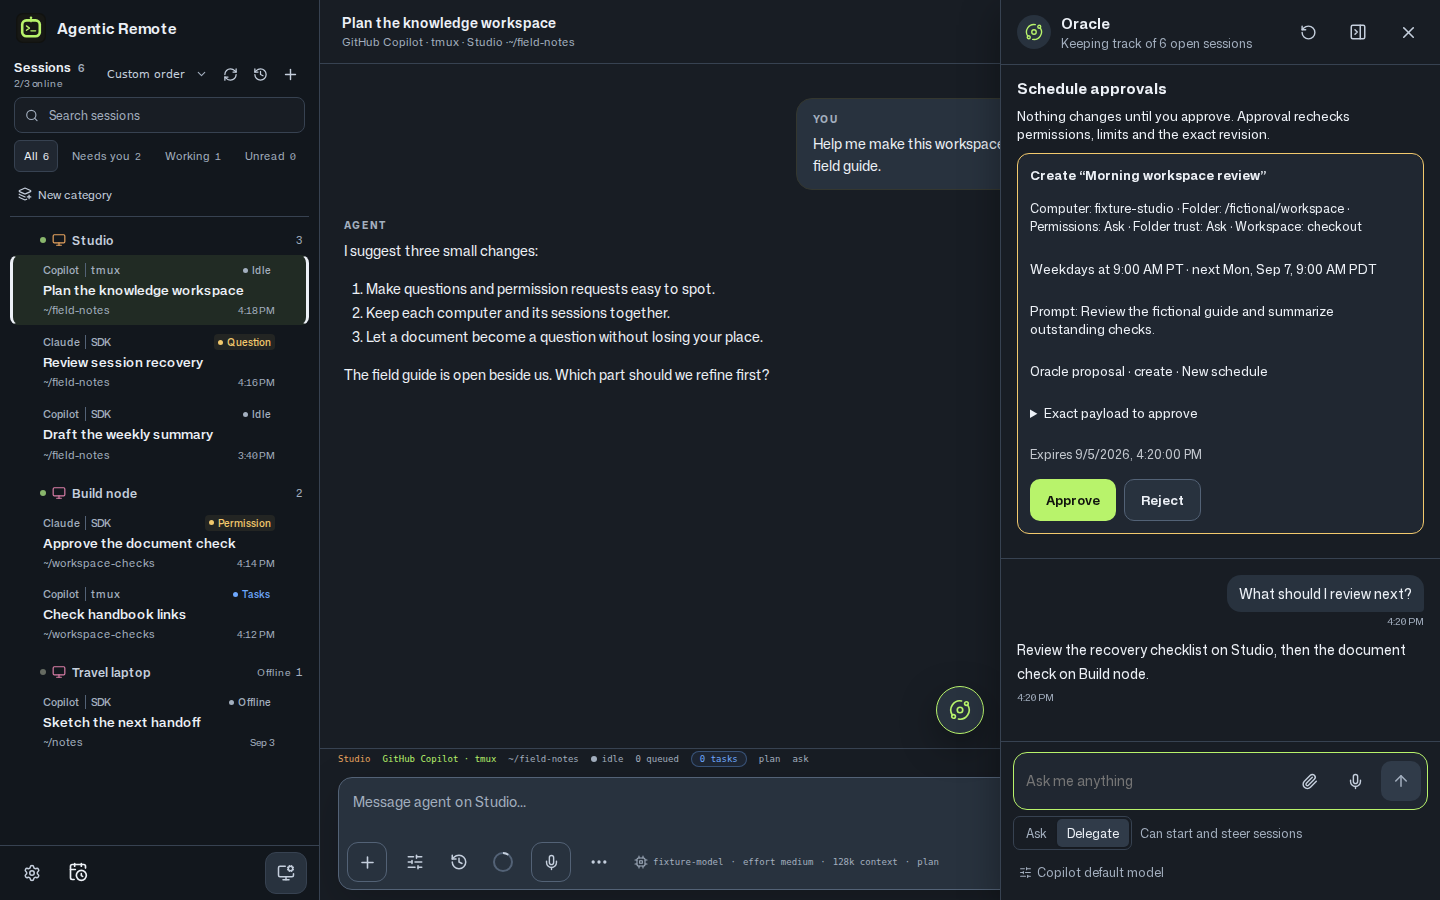 Agentic Remote
Sessions 6
2/3 online
Custom order
Search sessions
All 6
Needs you 2
Working 1
Unread 0
New category
Studio 3
Copilot | tmux
Idle
Plan the knowledge workspace
~/field-notes
4:18 PM
Claude | SDK
Question
Review session recovery
~/field-notes
4:16 PM
Copilot | SDK
Idle
Draft the weekly summary
~/field-notes
3:40 PM
Build node 2
Claude | SDK
Permission
Approve the document check
~/workspace-checks
4:14 PM
Copilot | tmux
Tasks
Check handbook links
~/workspace-checks
4:12 PM
Travel laptop
Offline 1
Copilot | SDK
Offline
Sketch the next handoff
~/notes
Sep 3
Plan the knowledge workspace
GitHub Copilot · tmux · Studio ·~/field-notes
YOU
Help me make this workspace
field guide.
AGENT
I suggest three small changes:
1. Make questions and permission requests easy to spot.
2. Keep each computer and its sessions together.
3. Let a document become a question without losing your place.
The field guide is open beside us. Which part should we refine first?
Studio GitHub Copilot · tmux ~/field-notes idle 0 queued 0 tasks plan ask
Message agent on Studio...
fixture-model · effort medium · 128k context · plan
Oracle
Keeping track of 6 open sessions
Schedule approvals
Nothing changes until you approve. Approval rechecks
permissions, limits and the exact revision.
Create “Morning workspace review”
Computer: fixture-studio · Folder: /fictional/workspace ·
Permissions: Ask · Folder trust: Ask · Workspace: checkout
Weekdays at 9:00 AM PT · next Mon, Sep 7, 9:00 AM PDT
Prompt: Review the fictional guide and summarize
outstanding checks.
Oracle proposal · create · New schedule
Exact payload to approve
Expires 9/5/2026, 4:20:00 PM
Approve
Reject
What should I review next?
4:20 PM
Review the recovery checklist on Studio, then the document
check on Build node.
4:20 PM
Ask me anything
Ask
Delegate
Can start and steer sessions
Copilot default model